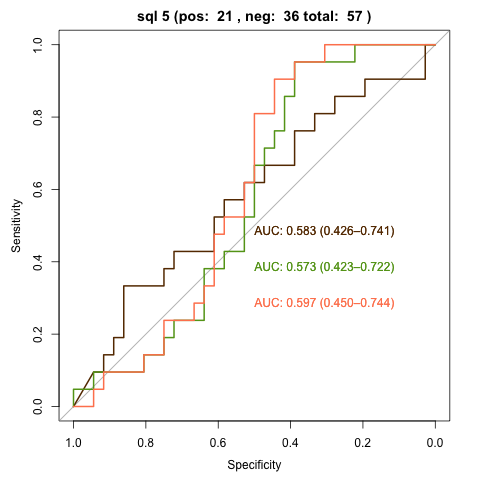 sql 5 (pos:  21 , neg:  36 total:  57 )
Sensitivity
1.0
0.8
0.6
0.4
0.2
0.0
AUC: 0.583 (0.426–0.741)
AUC: 0.573 (0.423–0.722)
AUC: 0.597 (0.450–0.744)
1.0 0.8 0.6 0.4 0.2 0.0
Specificity